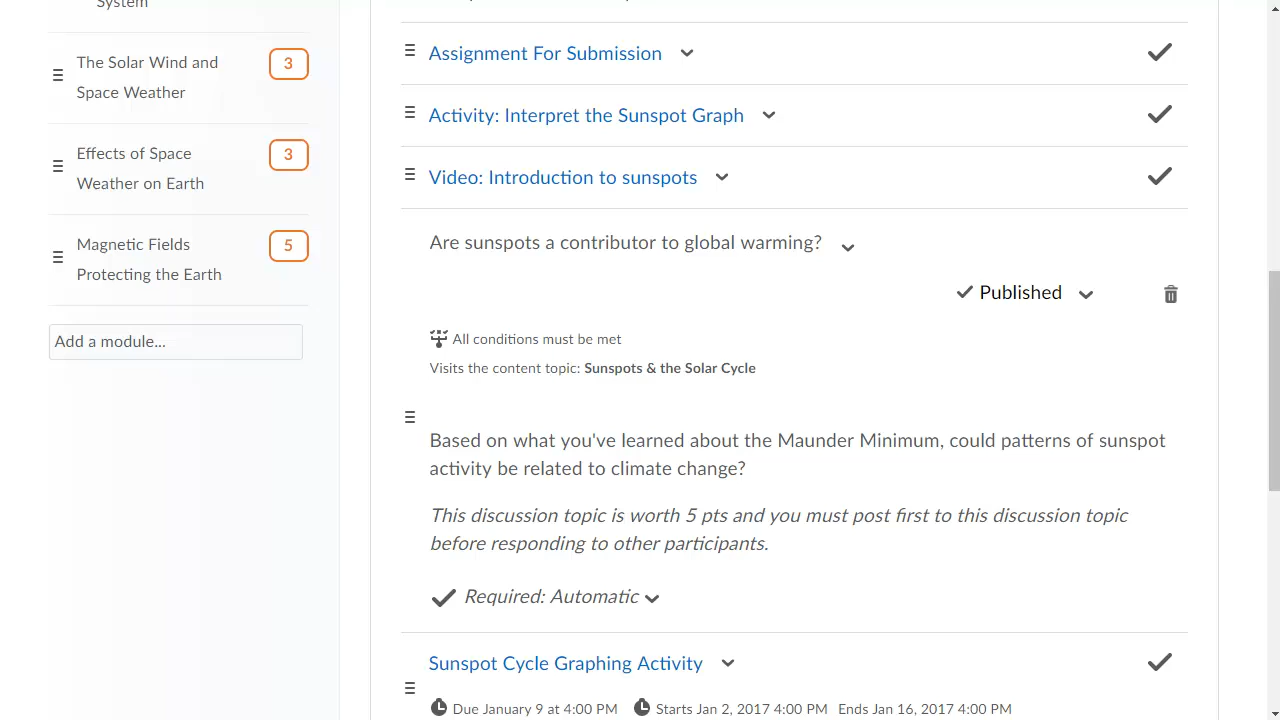 System
The Solar Wind and
Space Weather
3
Effects of Space
Weather on Earth
3
Magnetic Fields
Protecting the Earth
5
Add a module...
Assignment For Submission
Activity: Interpret the Sunspot Graph
Video: Introduction to sunspots
Are sunspots a contributor to global warming?
Published
All conditions must be met
Visits the content topic: Sunspots & the Solar Cycle
Based on what you've learned about the Maunder Minimum, could patterns of sunspot
activity be related to climate change?
This discussion topic is worth 5 pts and you must post first to this discussion topic
before responding to other participants.
Required: Automatic
Sunspot Cycle Graphing Activity
Due January 9 at 4:00 PM Starts Jan 2, 2017 4:00 PM Ends Jan 16, 2017 4:00 PM